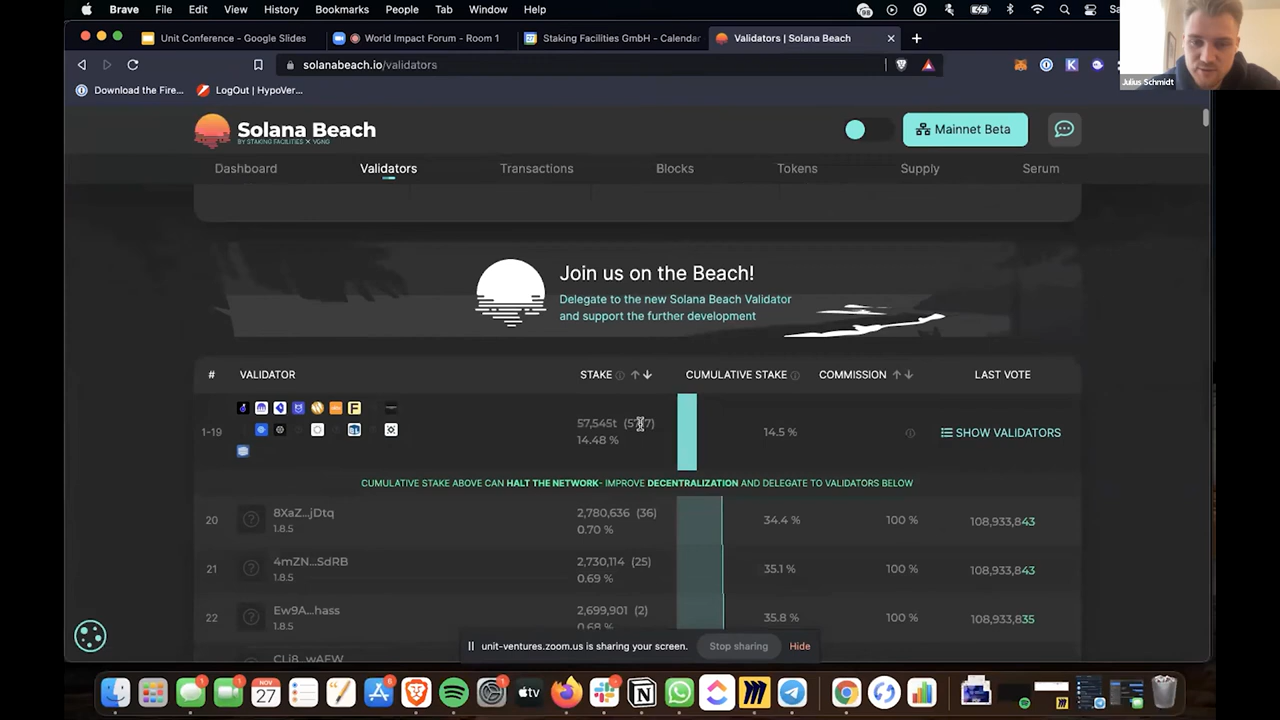 Brave File Edit View History Bookmarks People Tab Window Help
Unit Conference - Google Slides
World Impact Forum - Room 1
Staking Facilities GmbH - Calendar
Validators | Solana Beach
solanabeach.io/validators
Download the Fire...
LogOut | HypoVer...
Julius Schmidt
Solana Beach
BY STAKING FACILITIES X VGNG
Mainnet Beta
Dashboard Validators Transactions Blocks Tokens Supply Serum
Join us on the Beach!
Delegate to the new Solana Beach Validator
and support the further development
# VALIDATOR STAKE CUMULATIVE STAKE COMMISSION LAST VOTE
57,545t
1-19 14.5 % SHOW VALIDATORS
14.48 %
CUMULATIVE STAKE ABOVE CAN HALT THE NETWORK- IMPROVE DECENTRALIZATION AND DELEGATE TO VALIDATORS BELOW
20 8XaZ...jDtq 2,780,636 (36) 34.4 % 100 % 108,933,843
1.8.5 0.70 %
21 4mZN...SdRB 2,730,114 (25) 35.1 % 100 % 108,933,843
1.8.5 0.69 %
22 Ew9A...hass 2,699,901 (2) 35.8 % 100 % 108,933,835
1.8.5 0.68 %
unit-ventures.zoom.us is sharing your screen. Stop sharing Hide
NOV
27
tv